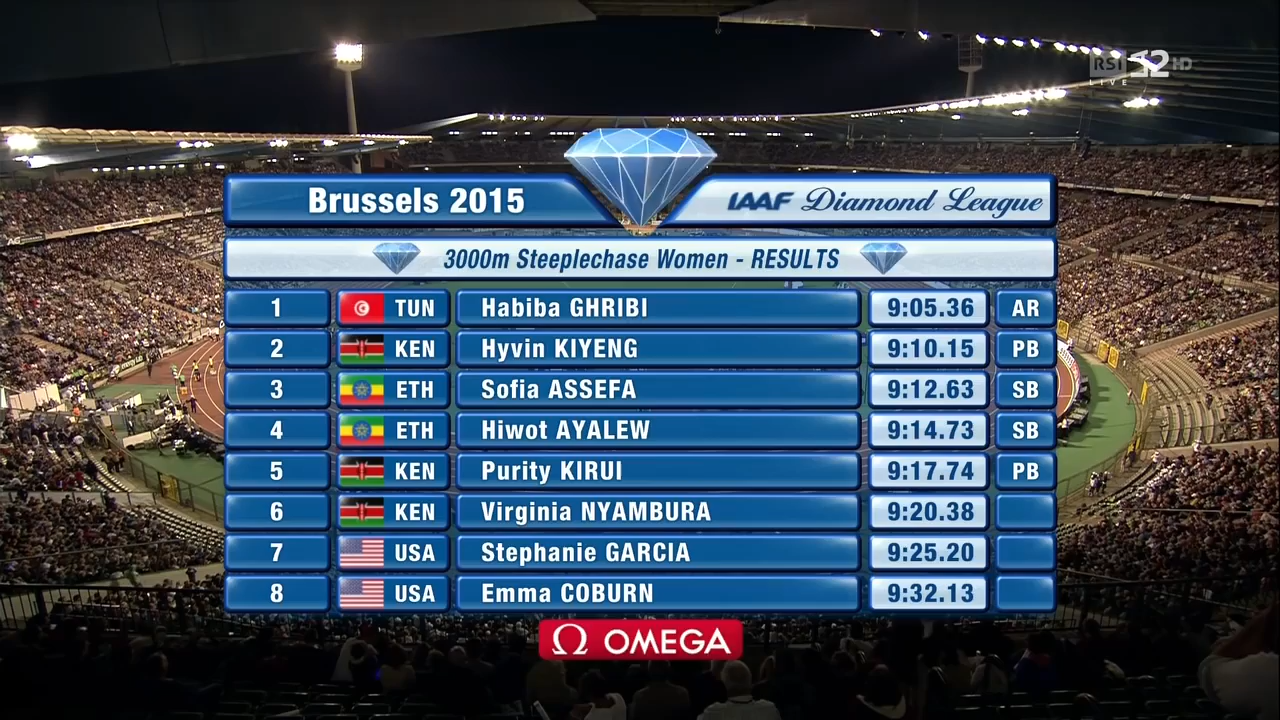 RSI LA 2 HD
LIVE
Brussels 2015
IAAF Diamond League
3000m Steeplechase Women - RESULTS
1 TUN Habiba GHRIBI 9:05.36 AR
2 KEN Hyvin KIYENG 9:10.15 PB
3 ETH Sofia ASSEFA 9:12.63 SB
4 ETH Hiwot AYALEW 9:14.73 SB
5 KEN Purity KIRUI 9:17.74 PB
6 KEN Virginia NYAMBURA 9:20.38
7 USA Stephanie GARCIA 9:25.20
8 USA Emma COBURN 9:32.13
Ω OMEGA